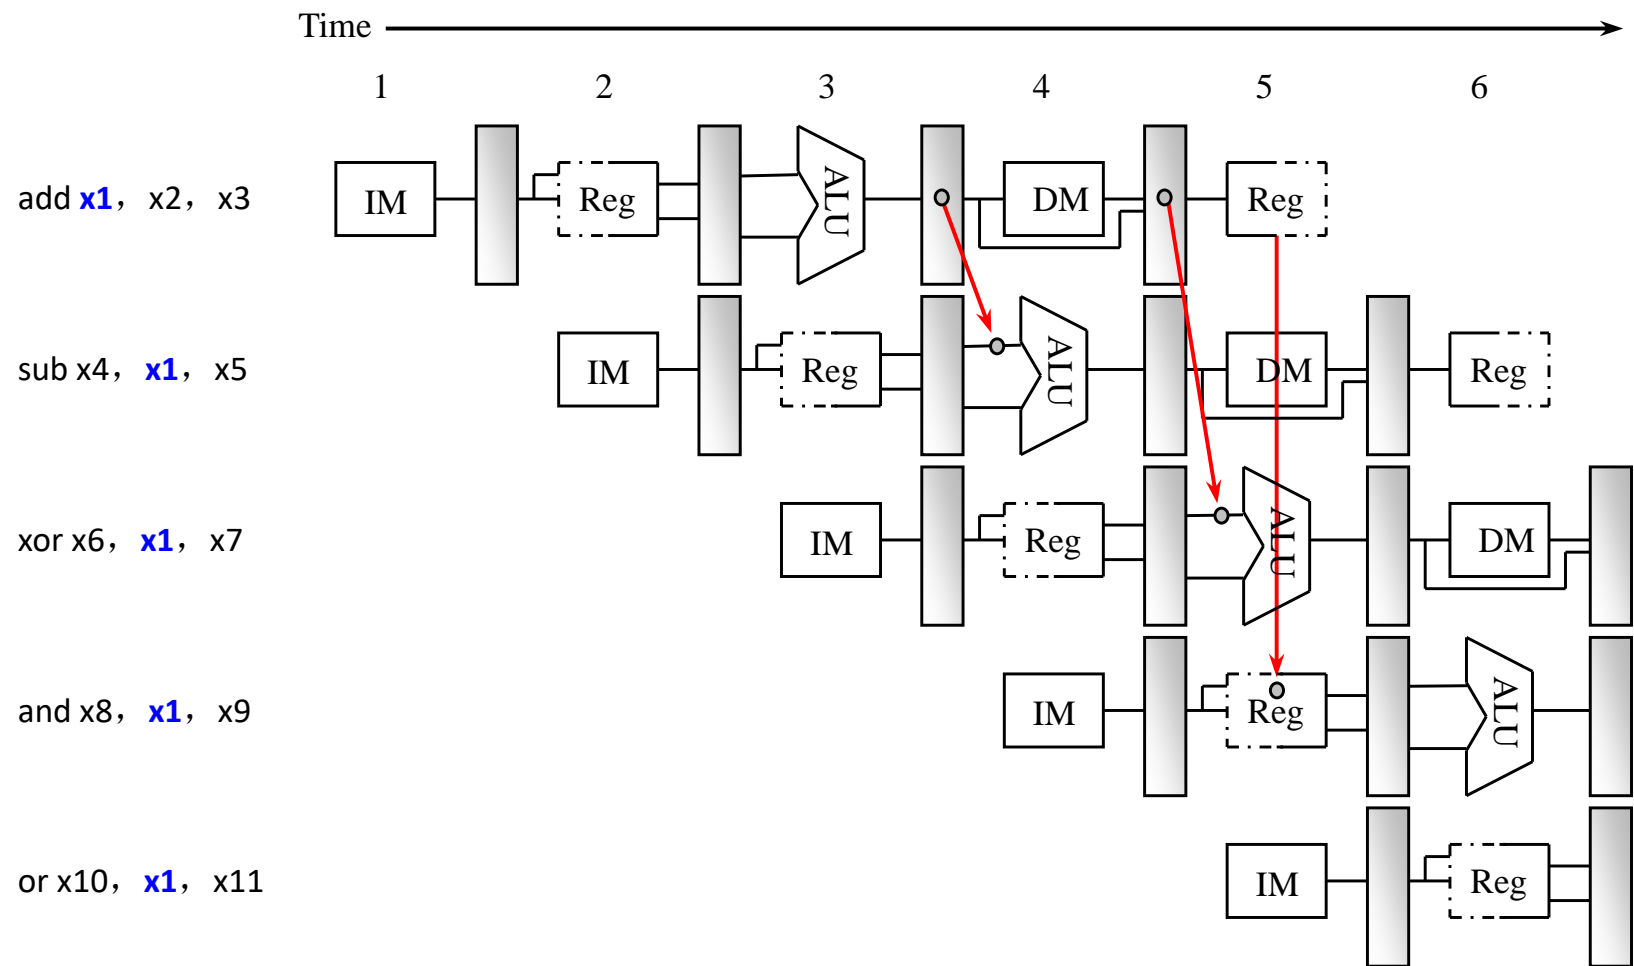 Time
1 2 3 4 5 6
add x1, x2, x3 IM Reg ALU DM Reg
sub x4, x1, x5 IM Reg ALU DM Reg
xor x6, x1, x7 IM Reg ALU DM
and x8, x1, x9 IM Reg ALU
or x10, x1, x11 IM Reg